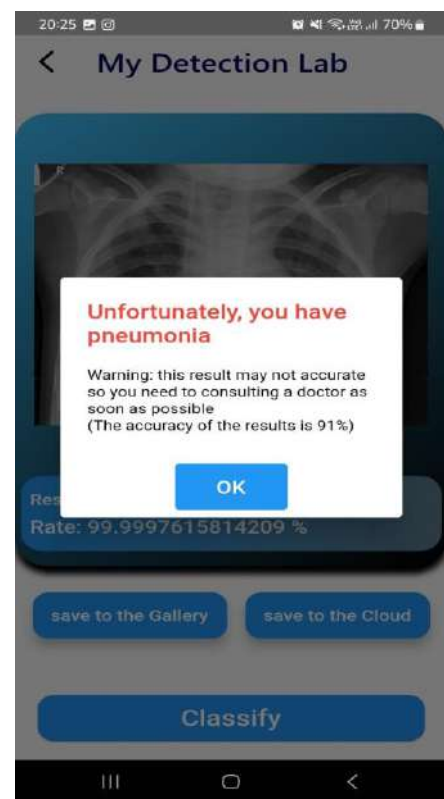 20:25
70%
My Detection Lab
R
Unfortunately, you have
pneumonia
Warning: this result may not accurate
so you need to consulting a doctor as
soon as possible
(The accuracy of the results is 91%)
OK
Res
Rate: 99.9997615814209 %
save to the Gallery
save to the Cloud
Classify